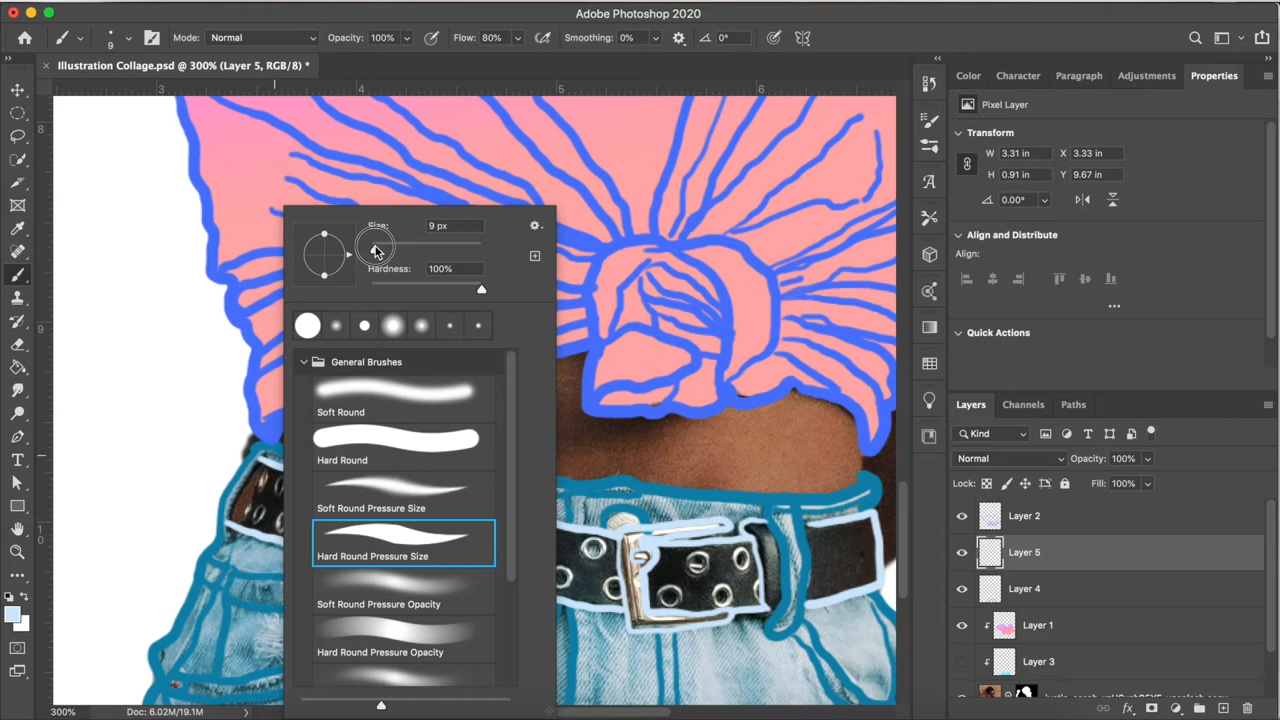 Adobe Photoshop 2020
9
Mode: Normal
Opacity: 100%
Flow: 80%
Smoothing: 0%
0°
Illustration Collage.psd @ 300% (Layer 5, RGB/8) *
3 4 5 6
8
9
10
Size: 9 px
Hardness: 100%
General Brushes
Soft Round
Hard Round
Soft Round Pressure Size
Hard Round Pressure Size
Soft Round Pressure Opacity
Hard Round Pressure Opacity
300% Doc: 6.02M/19.1M
Color Character Paragraph Adjustments Properties
Pixel Layer
Transform
W 3.31 in X 3.33 in
H 0.91 in Y 9.67 in
0.00°
Align and Distribute
Align:
Quick Actions
Layers Channels Paths
Kind
Normal Opacity: 100%
Lock: Fill: 100%
Layer 2
Layer 5
Layer 4
Layer 1
Layer 3